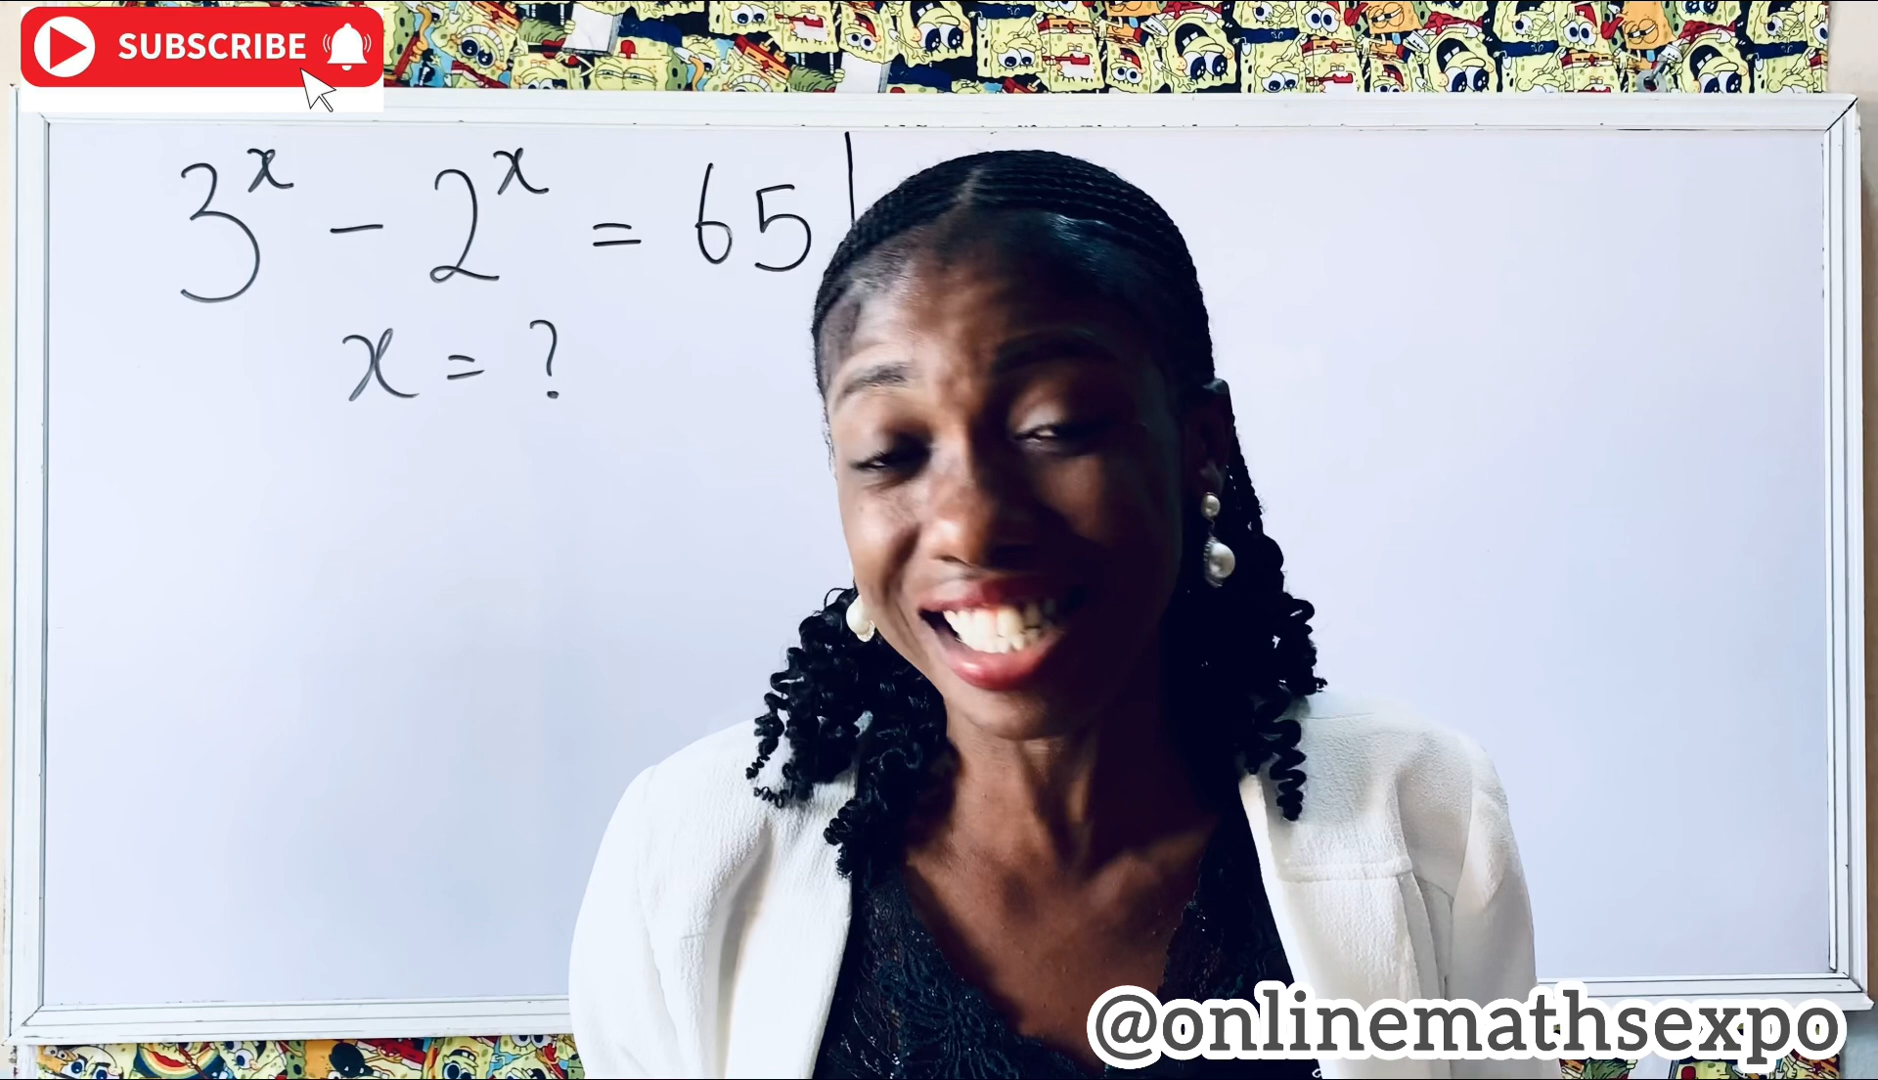 SUBSCRIBE
3^x - 2^x = 65
x = ?
@onlinemathsexpo